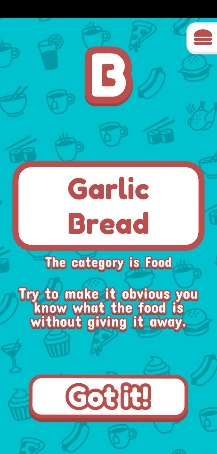 B
Garlic
Bread
The category is Food
Try to make it obvious you
know what the food is
without giving it away.
Got it!